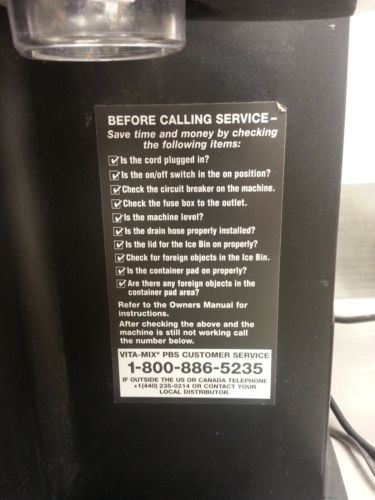 BEFORE CALLING SERVICE –
Save time and money by checking
the following items:
☑ Is the cord plugged in?
☑ Is the on/off switch in the on position?
☑ Check the circuit breaker on the machine.
☑ Check the fuse box to the outlet.
☑ Is the machine level?
☑ Is the drain hose properly installed?
☑ Is the lid for the Ice Bin on properly?
☑ Check for foreign objects in the Ice Bin.
☑ Is the container pad on properly?
☑ Are there any foreign objects in the
container pad area?
Refer to the Owners Manual for
instructions.
After checking the above and the
machine is still not working call
the number below.
VITA-MIX® PBS CUSTOMER SERVICE
1-800-886-5235
IF OUTSIDE THE US OR CANADA TELEPHONE
+1(440) 235-0214 OR CONTACT YOUR
LOCAL DISTRIBUTOR.